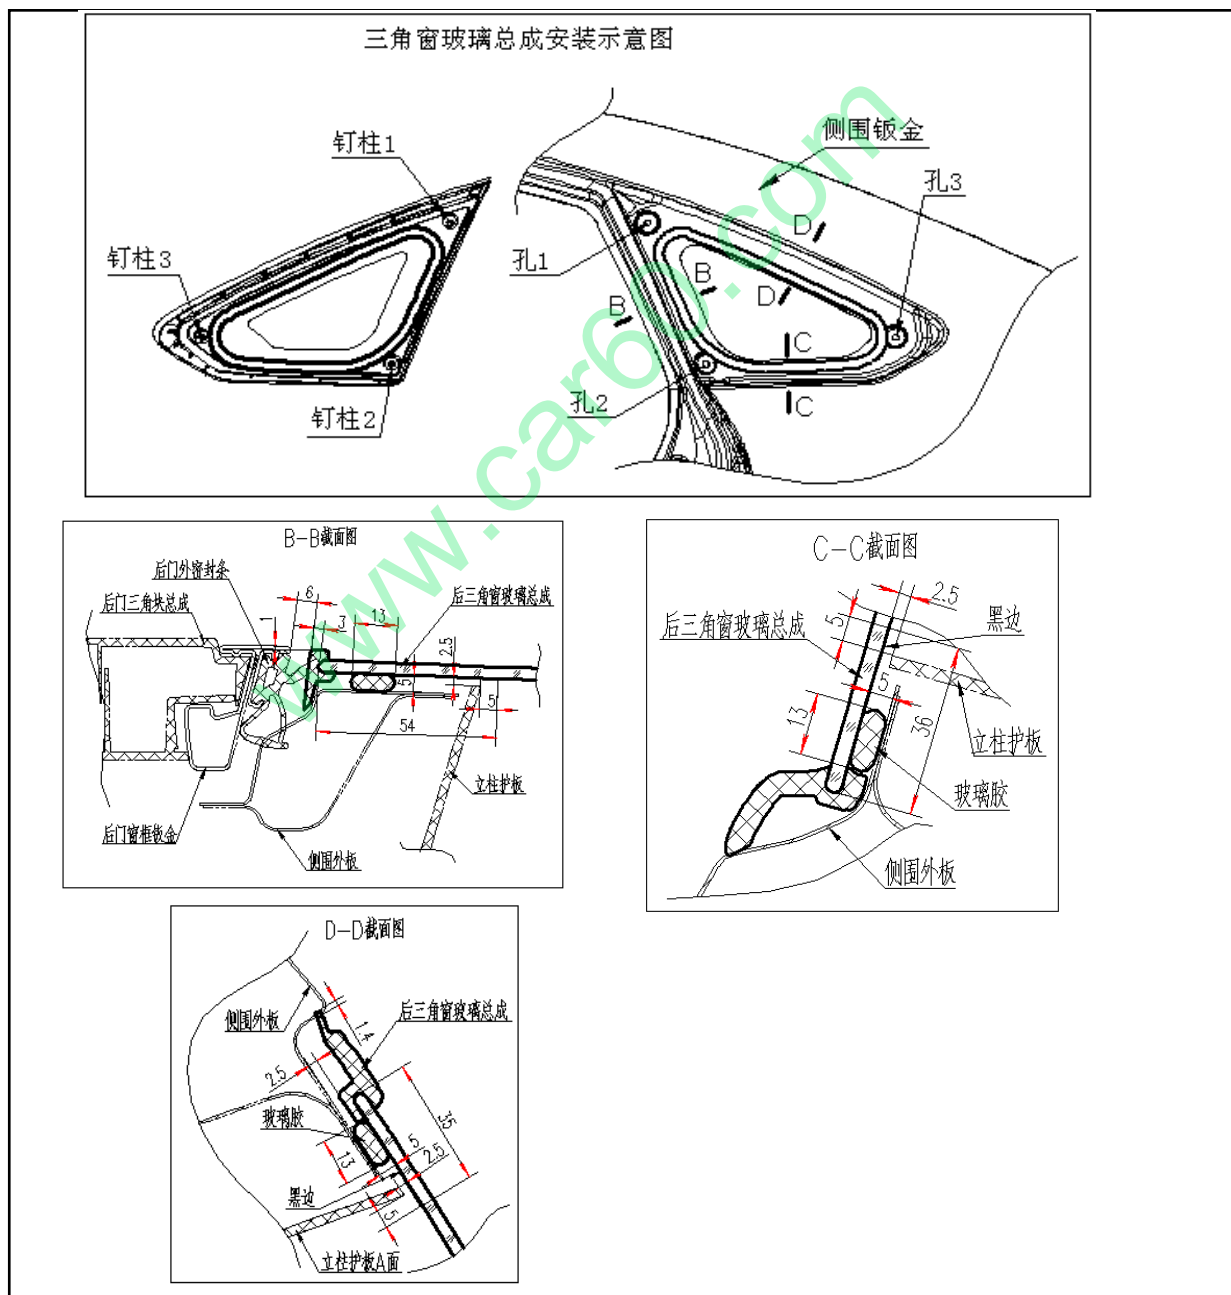 三角窗玻璃总成安装示意图
钉柱1
侧围钣金
孔3
钉柱3
孔1
D
B
D
B
C
孔2
钉柱2
C
www.car60.com
B-B截面图
后门外密封条
后门三角块总成
6
后三角窗玻璃总成
13
3
1
2.5
5
5
54
立柱护板
后门窗框钣金
侧围外板
C-C截面图
2.5
黑边
5
后三角窗玻璃总成
5
13
36
立柱护板
玻璃胶
侧围外板
D-D截面图
后三角窗玻璃总成
侧围外板
1.4
2.5
35
玻璃胶
5
2.5
13
黑边
5
立柱护板A面